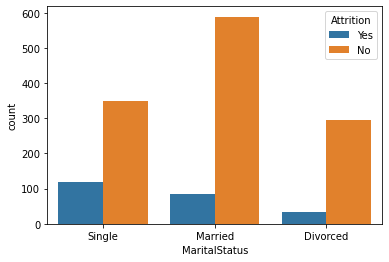 Attrition
Yes
No
600
500
400
300
200
100
0
count
Single Married Divorced
MaritalStatus